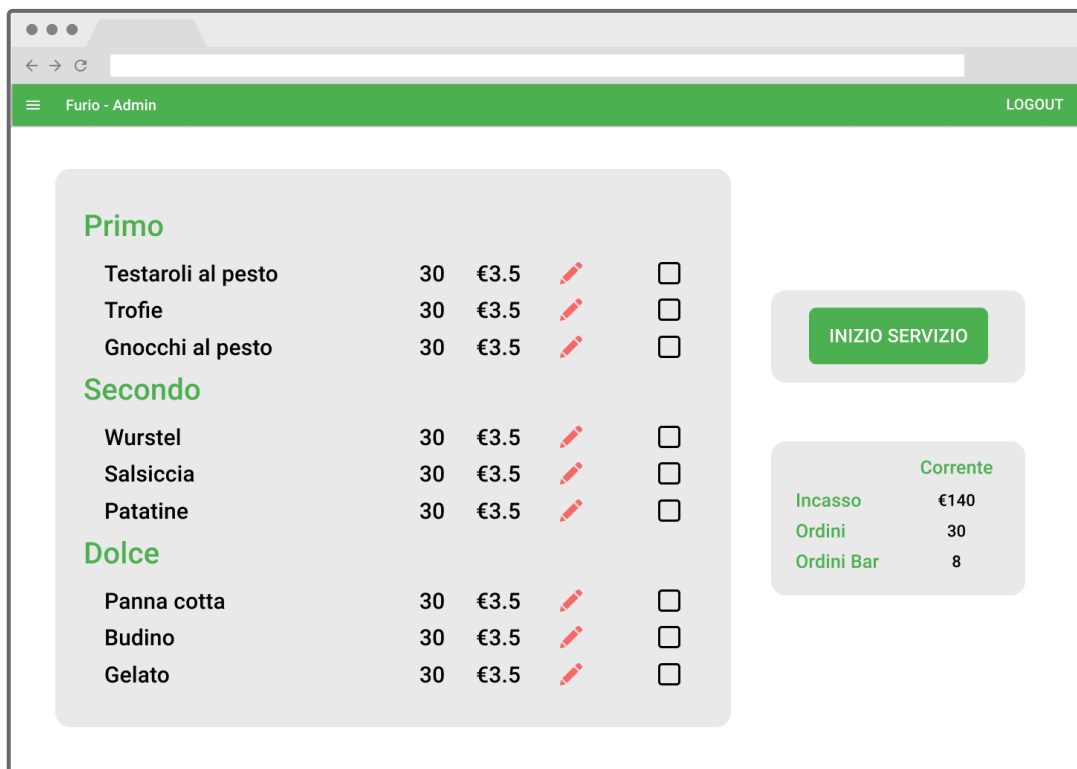 Furio - Admin LOGOUT
Primo
Testaroli al pesto 30 €3.5
Trofie 30 €3.5
Gnocchi al pesto 30 €3.5
Secondo
Wurstel 30 €3.5
Salsiccia 30 €3.5
Patatine 30 €3.5
Dolce
Panna cotta 30 €3.5
Budino 30 €3.5
Gelato 30 €3.5
INIZIO SERVIZIO
Corrente
Incasso €140
Ordini 30
Ordini Bar 8